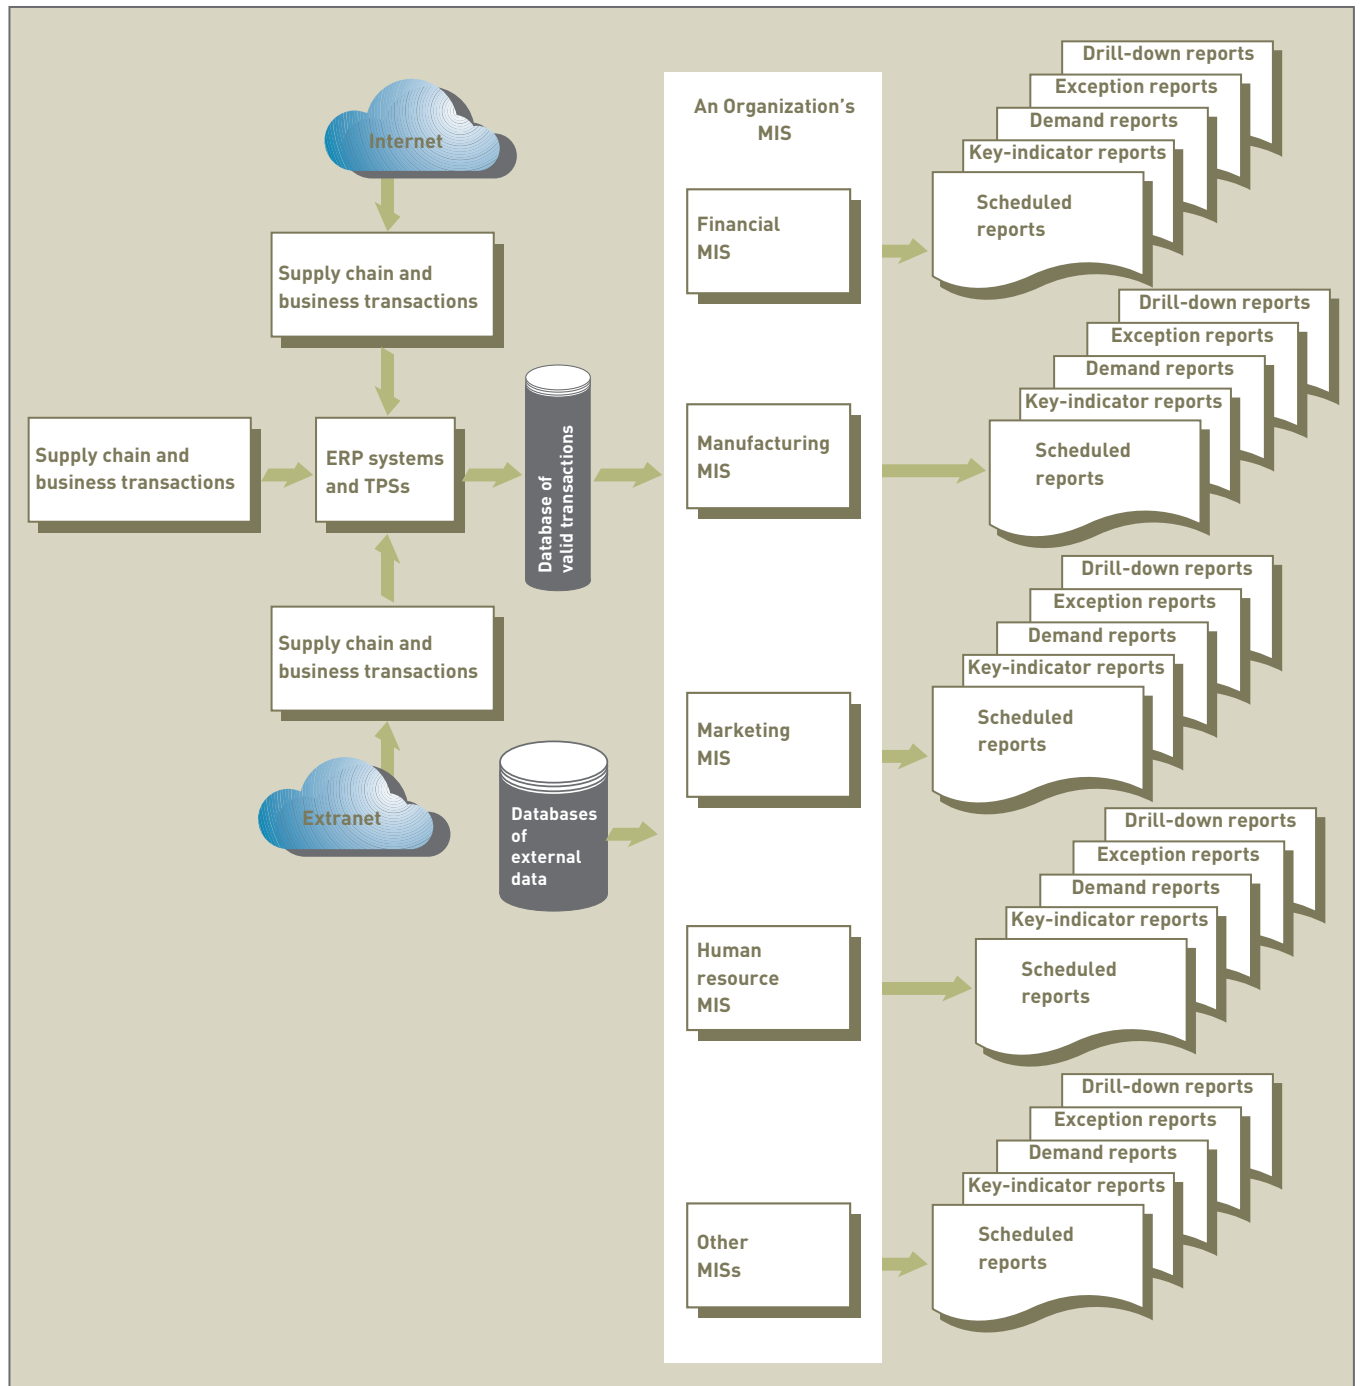 Internet
Supply chain and
business transactions
Supply chain and
business transactions
ERP systems
and TPSs
Supply chain and
business transactions
Extranet
Database of
valid transactions
Databases
of
external
data
An Organization’s
MIS
Financial
MIS
Manufacturing
MIS
Marketing
MIS
Human
resource
MIS
Other
MISs
Drill-down reports
Exception reports
Demand reports
Key-indicator reports
Scheduled
reports
Drill-down reports
Exception reports
Demand reports
Key-indicator reports
Scheduled
reports
Drill-down reports
Exception reports
Demand reports
Key-indicator reports
Scheduled
reports
Drill-down reports
Exception reports
Demand reports
Key-indicator reports
Scheduled
reports
Drill-down reports
Exception reports
Demand reports
Key-indicator reports
Scheduled
reports